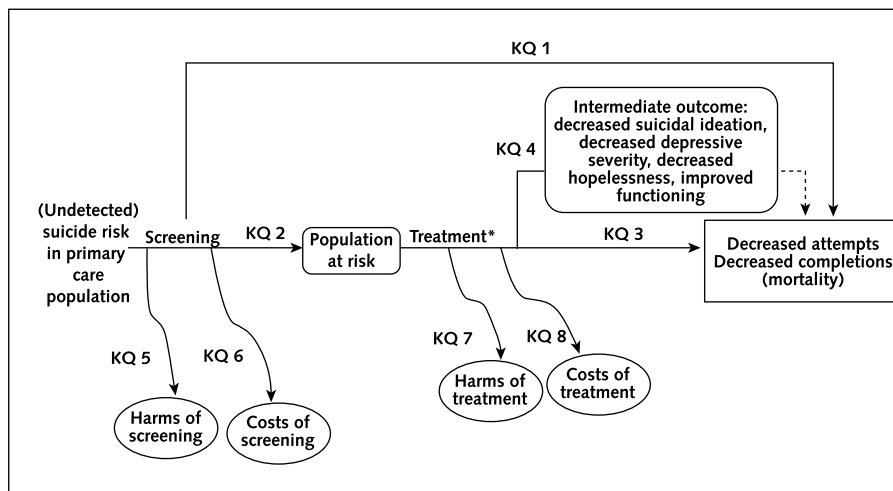 KQ 1
Intermediate outcome:
decreased suicidal ideation,
decreased depressive
severity, decreased
hopelessness, improved
functioning
KQ 4
(Undetected)
suicide risk
in primary
care
population
Screening
KQ 2
Population
at risk
Treatment*
KQ 3
Decreased attempts
Decreased completions
(mortality)
KQ 5
KQ 6
KQ 7
KQ 8
Harms of
screening
Costs of
screening
Harms of
treatment
Costs of
treatment